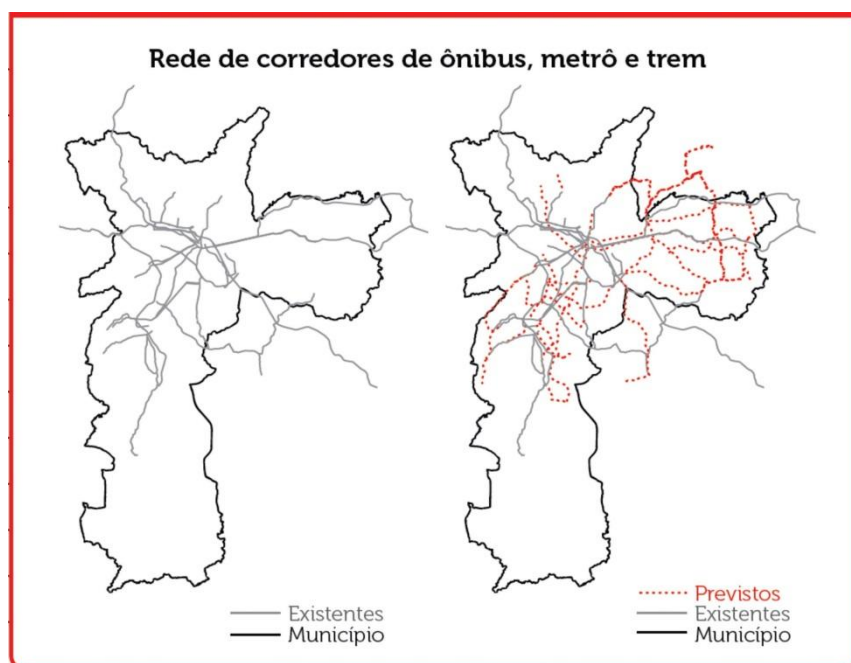 Rede de corredores de ônibus, metrô e trem
Existentes
Município
Previstos
Existentes
Município